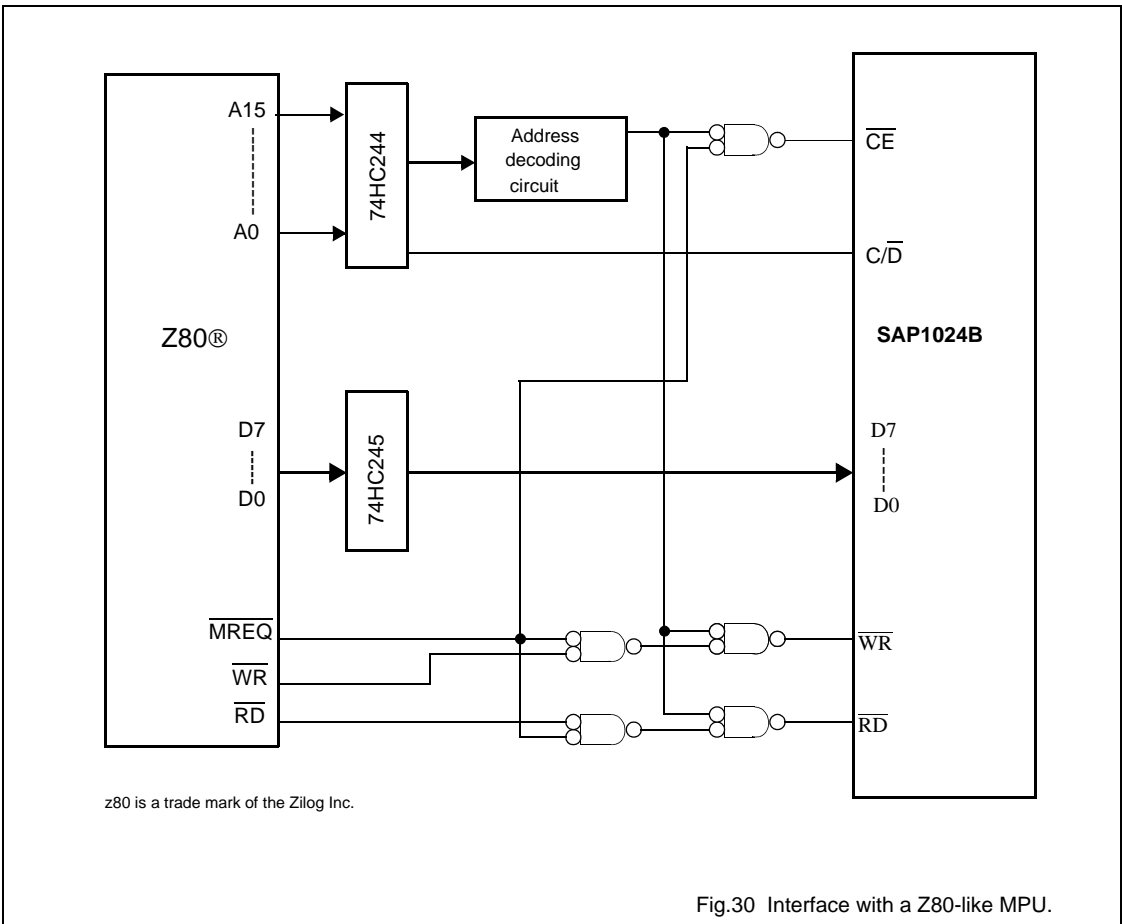 A15
A0
Z80®
D7
D0
MREQ
WR
RD
74HC244
74HC245
Address
decoding
circuit
CE
C/D
SAP1024B
D7
D0
WR
RD
z80 is a trade mark of the Zilog Inc.
Fig.30 Interface with a Z80-like MPU.